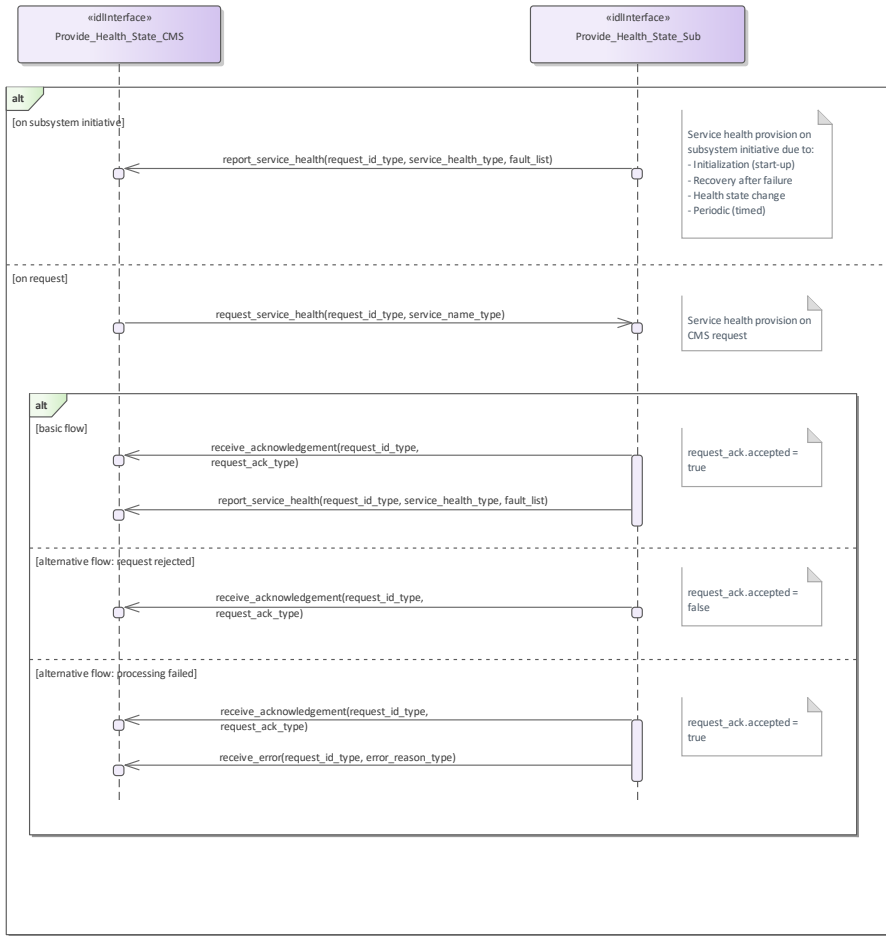 «idlInterface»
Provide_Health_State_CMS
«idlInterface»
Provide_Health_State_Sub
alt
[on subsystem initiative]
report_service_health(request_id_type, service_health_type, fault_list)
Service health provision on
subsystem initiative due to:
- Initialization (start-up)
- Recovery after failure
- Health state change
- Periodic (timed)
[on request]
request_service_health(request_id_type, service_name_type)
Service health provision on
CMS request
alt
[basic flow]
receive_acknowledgement(request_id_type,
request_ack_type)
request_ack.accepted =
true
report_service_health(request_id_type, service_health_type, fault_list)
[alternative flow: request rejected]
receive_acknowledgement(request_id_type,
request_ack_type)
request_ack.accepted =
false
[alternative flow: processing failed]
receive_acknowledgement(request_id_type,
request_ack_type)
request_ack.accepted =
true
receive_error(request_id_type, error_reason_type)